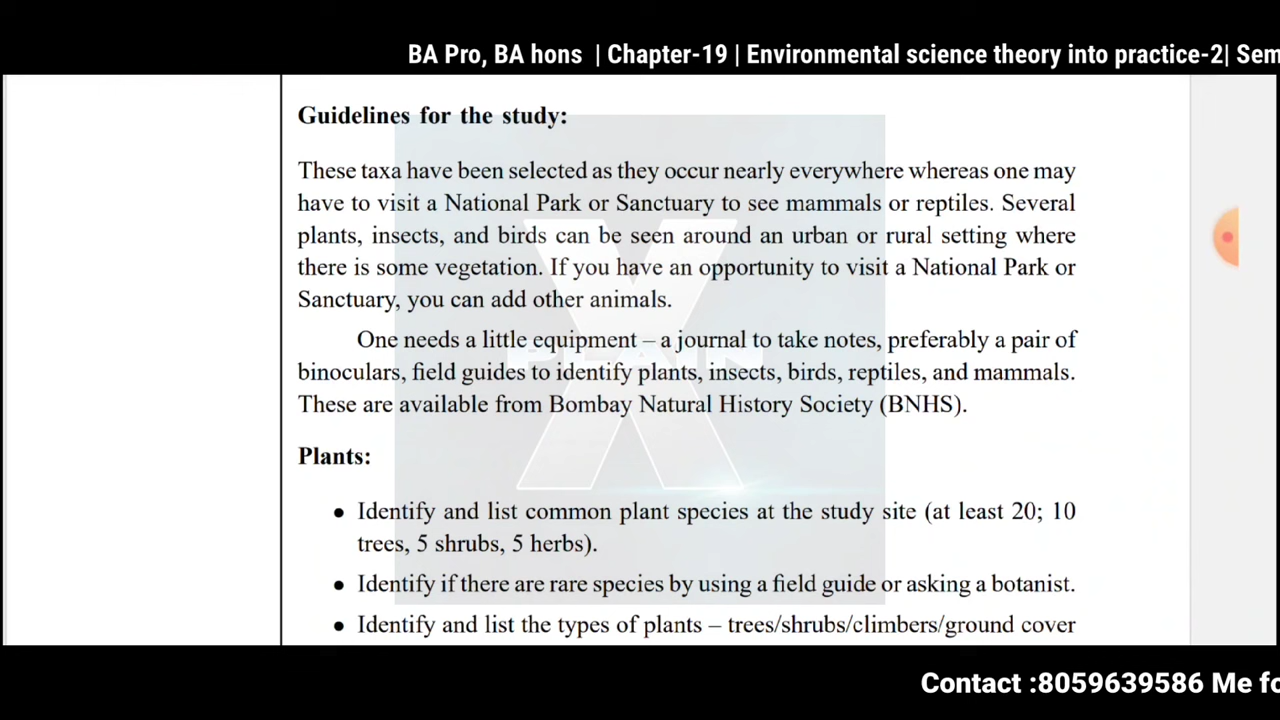 BA Pro, BA hons | Chapter-19 | Environmental science theory into practice-2| Sem
Guidelines for the study:
These taxa have been selected as they occur nearly everywhere whereas one may
have to visit a National Park or Sanctuary to see mammals or reptiles. Several
plants, insects, and birds can be seen around an urban or rural setting where
there is some vegetation. If you have an opportunity to visit a National Park or
Sanctuary, you can add other animals.
One needs a little equipment – a journal to take notes, preferably a pair of
binoculars, field guides to identify plants, insects, birds, reptiles, and mammals.
These are available from Bombay Natural History Society (BNHS).
X
PLAIN
Plants:
● Identify and list common plant species at the study site (at least 20; 10
trees, 5 shrubs, 5 herbs).
● Identify if there are rare species by using a field guide or asking a botanist.
● Identify and list the types of plants – trees/shrubs/climbers/ground cover
Contact :8059639586 Me fo